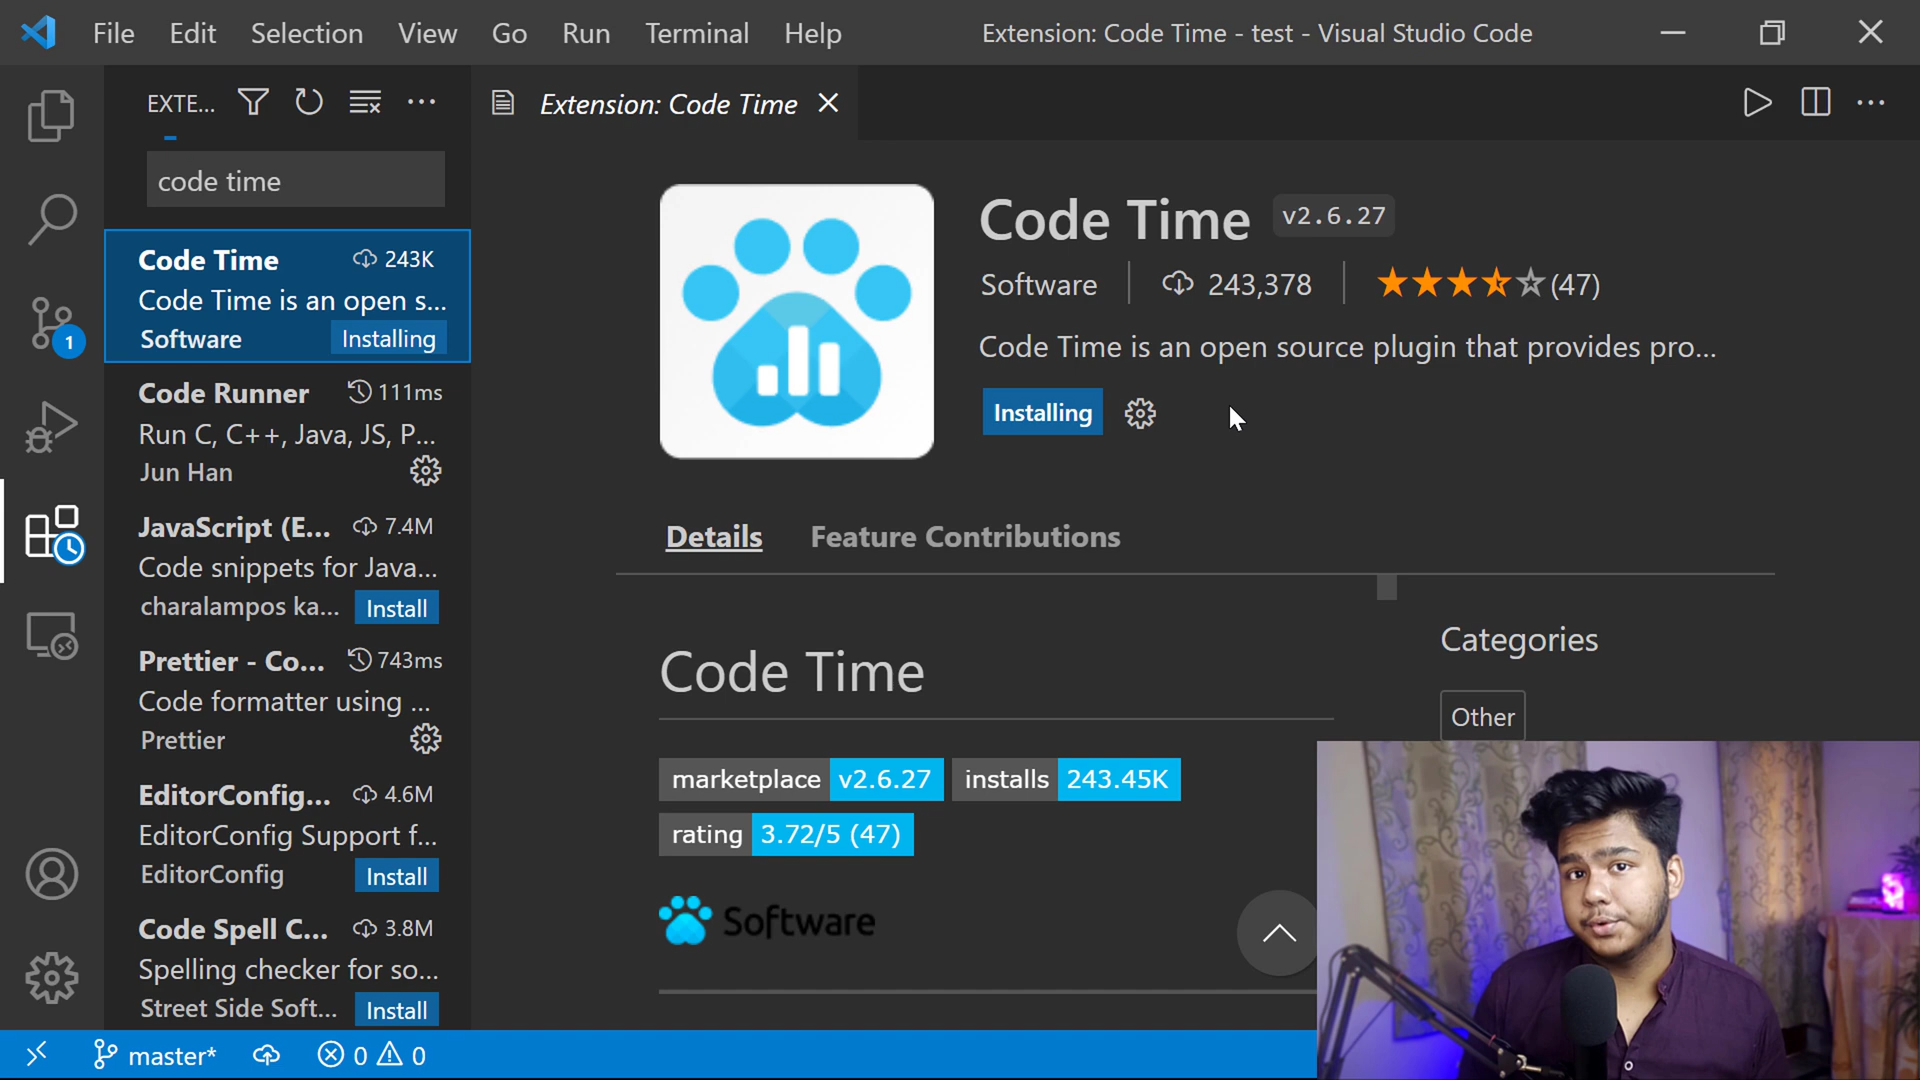 File Edit Selection View Go Run Terminal Help Extension: Code Time - test - Visual Studio Code
EXTE...
Extension: Code Time
code time
Code Time 243K
Code Time is an open s...
Software Installing
Code Runner 111ms
Run C, C++, Java, JS, P...
Jun Han
JavaScript (E... 7.4M
Code snippets for Java...
charalampos ka... Install
Prettier - Co... 743ms
Code formatter using ...
Prettier
EditorConfig... 4.6M
EditorConfig Support f...
EditorConfig Install
Code Spell C... 3.8M
Spelling checker for so...
Street Side Soft... Install
1
Code Time v2.6.27
Software 243,378 (47)
Code Time is an open source plugin that provides pro...
Installing
Details Feature Contributions
Code Time
marketplace v2.6.27 installs 243.45K
rating 3.72/5 (47)
Software
Categories
Other
master* 0 0